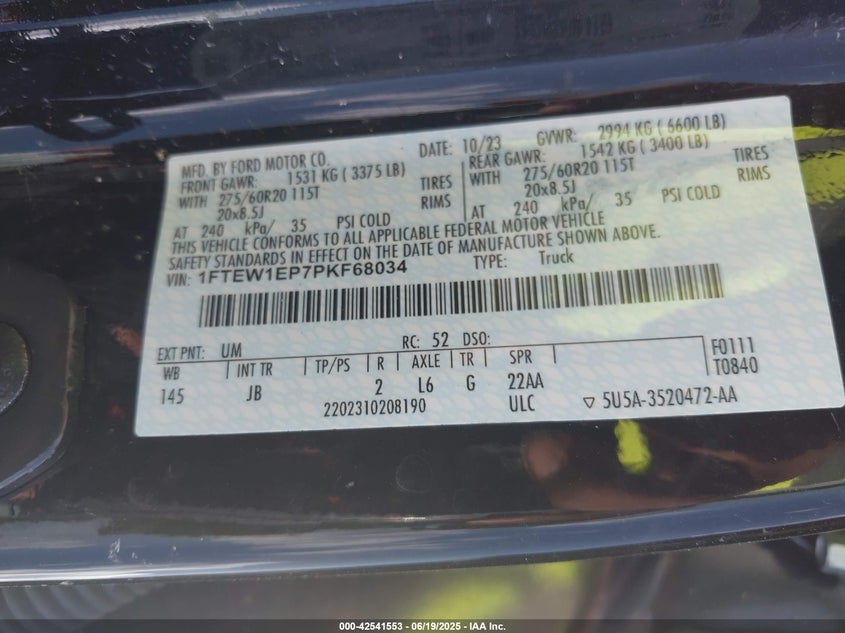 MFD. BY FORD MOTOR CO.
DATE: 10/23 GVWR: 2994 KG ( 6600 LB)
FRONT GAWR: 1531 KG ( 3375 LB)
WITH 275/60R20 115T TIRES
20x8.5J RIMS
AT 240 kPa/ 35 PSI COLD
REAR GAWR: 1542 KG ( 3400 LB)
WITH 275/60R20 115T TIRES
20x8.5J RIMS
AT 240 kPa/ 35 PSI COLD
THIS VEHICLE CONFORMS TO ALL APPLICABLE FEDERAL MOTOR VEHICLE
SAFETY STANDARDS IN EFFECT ON THE DATE OF MANUFACTURE SHOWN ABOVE.
VIN: 1FTEW1EP7PKF68034 TYPE: Truck
EXT PNT: UM RC: 52 DSO:
WB INT TR TP/PS R AXLE TR SPR F0111
145 JB 2 L6 G 22AA T0840
2202310208190 ULC ▽ 5U5A-3520472-AA
000-42541553 / 06/19/2025 / IAA Inc.